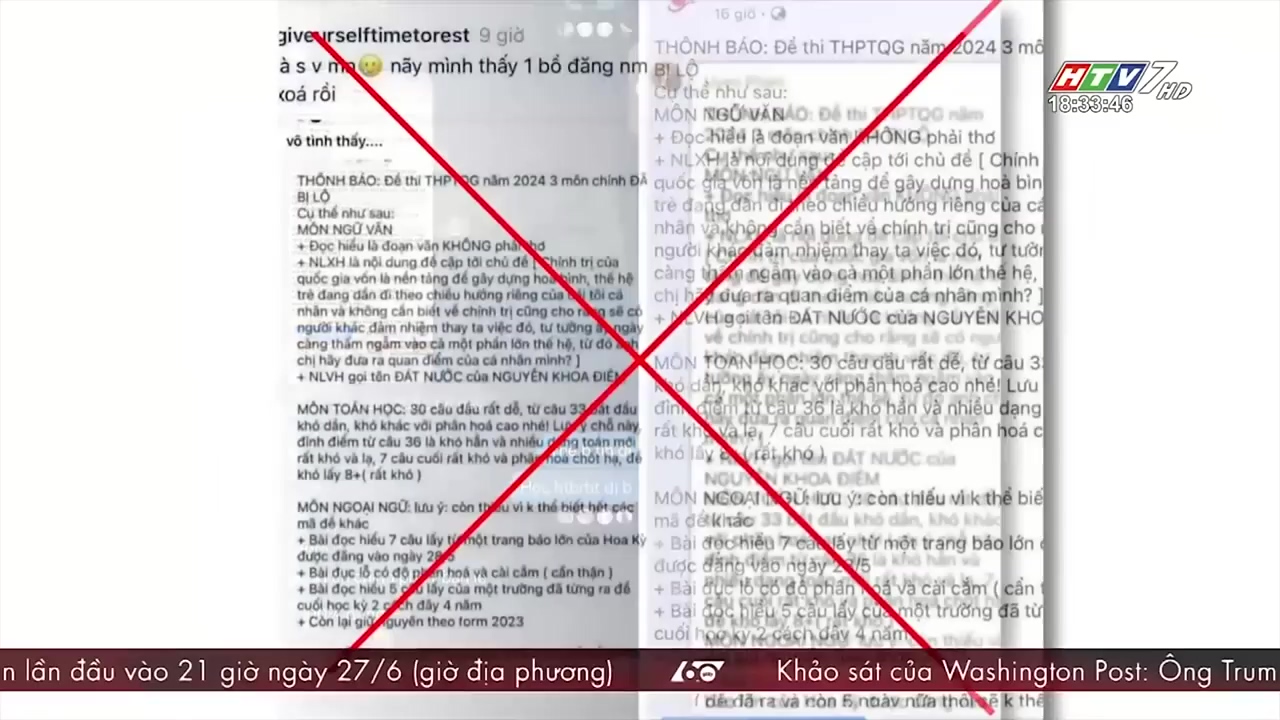 giveurselftimetorest 9 giờ
à s v mn🥲 nãy mình thấy 1 bồ đăng nm
xoá rồi
vô tình thấy....
THÔNG BÁO: Đề thi THPTQG năm 2024 3 môn chính ĐÃ
BỊ LỘ
Cụ thể như sau:
MÔN NGỮ VĂN
+ Đọc hiểu là đoạn văn KHÔNG phải thơ
+ NLXH là nội dung đề cập tới chủ đề [ Chính trị của
quốc gia vốn là nền tảng để gây dựng hoà bình, thế hệ
trẻ đang dần đi theo chiều hướng riêng của cái tôi cá
nhân và không cần biết về chính trị cũng cho rằng sẽ có
người khác đảm nhiệm thay ta việc đó, tư tưởng ấy ngày
càng thấm ngầm vào cả một phần lớn thế hệ, từ đó anh
chị hãy đưa ra quan điểm của cá nhân mình? ]
+ NLVH gọi tên ĐẤT NƯỚC của NGUYỄN KHOA ĐIỀM
MÔN TOÁN HỌC: 30 câu đầu rất dễ, từ câu 33 bắt đầu
khó dần, khó khác với phân hoá cao nhé! Lưu ý chỗ này,
đỉnh điểm từ câu 36 là khó hẳn và nhiều dạng toán mới
rất khó và lạ, 7 câu cuối rất khó và phân hoá chót hạ, đề
khó lấy 8+( rất khó )
MÔN NGOẠI NGỮ: lưu ý: còn thiếu vì k thể biết hết các
mã đề khác
+ Bài đọc hiểu 7 câu lấy từ một trang báo lớn của Hoa Kỳ
được đăng vào ngày 28/5
+ Bài đục lỗ có độ phân hoá và cài cắm ( cẩn thận )
+ Bài đọc hiểu 5 câu lấy của một trường đã từng ra đề
cuối học kỳ 2 cách đây 4 năm
+ Còn lại giữ nguyên theo form 2023
16 giờ
THÔNG BÁO: Đề thi THPTQG năm 2024 3 mô
BỊ LỘ
Cụ thể như sau:
MÔN NGỮ VĂN
+ Đọc hiểu là đoạn văn KHÔNG phải thơ
+ NLXH là nội dung đề cập tới chủ đề [ Chính
quốc gia vốn là nền tảng để gây dựng hoà bìn
trẻ đang dần đi theo chiều hướng riêng của cá
nhân và không cần biết về chính trị cũng cho
người khác đảm nhiệm thay ta việc đó, tư tưởn
càng thấm ngầm vào cả một phần lớn thế hệ,
chị hãy đưa ra quan điểm của cá nhân mình? ]
+ NLVH gọi tên ĐẤT NƯỚC của NGUYỄN KHO
MÔN TOÁN HỌC: 30 câu đầu rất dễ, từ câu 33
khó dần, khó khác với phân hoá cao nhé! Lưu
đỉnh điểm từ câu 36 là khó hẳn và nhiều dạng
rất khó và lạ, 7 câu cuối rất khó và phân hoá c
khó lấy 8+( rất khó )
MÔN NGOẠI NGỮ: lưu ý: còn thiếu vì k thể biế
mã đề khác
+ Bài đọc hiểu 7 câu lấy từ một trang báo lớn
được đăng vào ngày
+ Bài đục lỗ có độ phân hoá và cài cắm ( cẩn t
+ Bài đọc hiểu 5 câu lấy của một trường đã từ
cuối học kỳ 2 cách đây 4 năm
HTV7 HD
18:33:46
n lần đầu vào 21 giờ ngày 27/6 (giờ địa phương)
60 giây
Khảo sát của Washington Post: Ông Trum